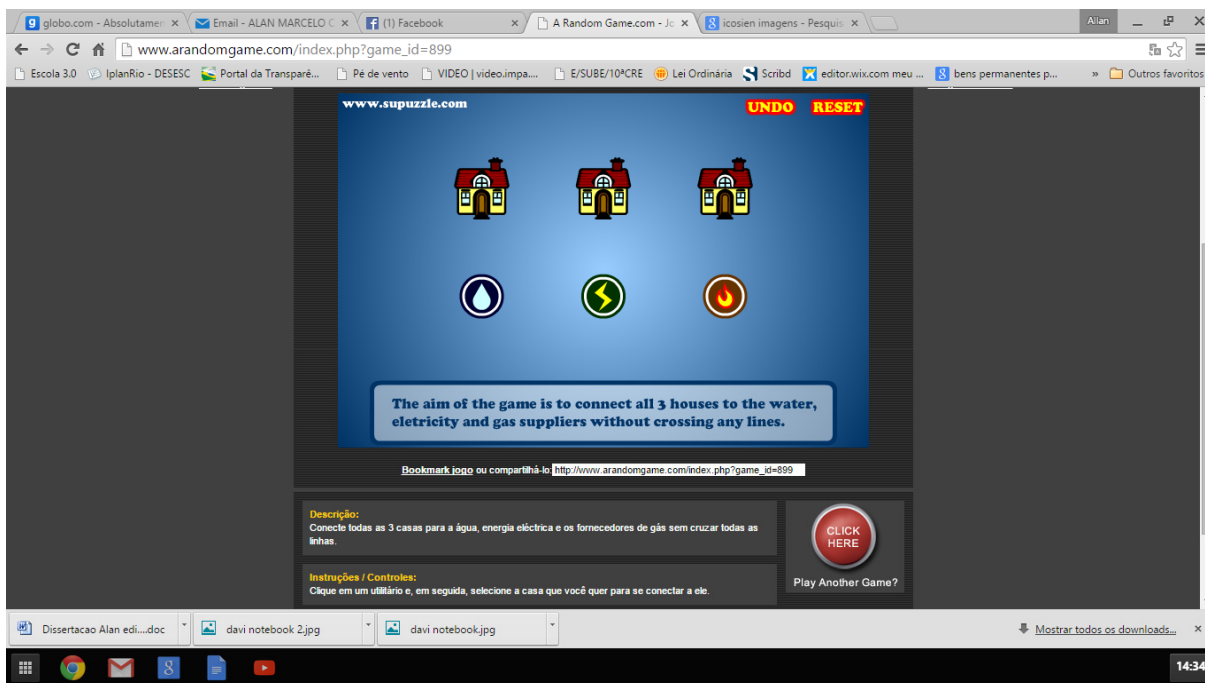 globo.com - Absolutamen
Email - ALAN MARCELO C
(1) Facebook
A Random Game.com - Jo
icosien imagens - Pesquis
Allan
www.arandomgame.com/index.php?game_id=899
Escola 3.0
IplanRio - DESESC
Portal da Transparê...
Pé de vento
VIDEO | video.impa....
E/SUBE/10ªCRE
Lei Ordinária
Scribd
editor.wix.com meu ...
bens permanentes p...
»
Outros favoritos
www.supuzzle.com
UNDO
RESET
The aim of the game is to connect all 3 houses to the water,
eletricity and gas suppliers without crossing any lines.
Bookmark jogo ou compartilhá-lo: http://www.arandomgame.com/index.php?game_id=899
Descrição:
Conecte todas as 3 casas para a água, energia eléctrica e os fornecedores de gás sem cruzar todas as
linhas.
Instruções / Controles:
Clique em um utilitário e, em seguida, selecione a casa que você quer para se conectar a ele.
CLICK
HERE
Play Another Game?
Dissertacao Alan edi....doc
davi notebook 2.jpg
davi notebook.jpg
Mostrar todos os downloads...
14:34